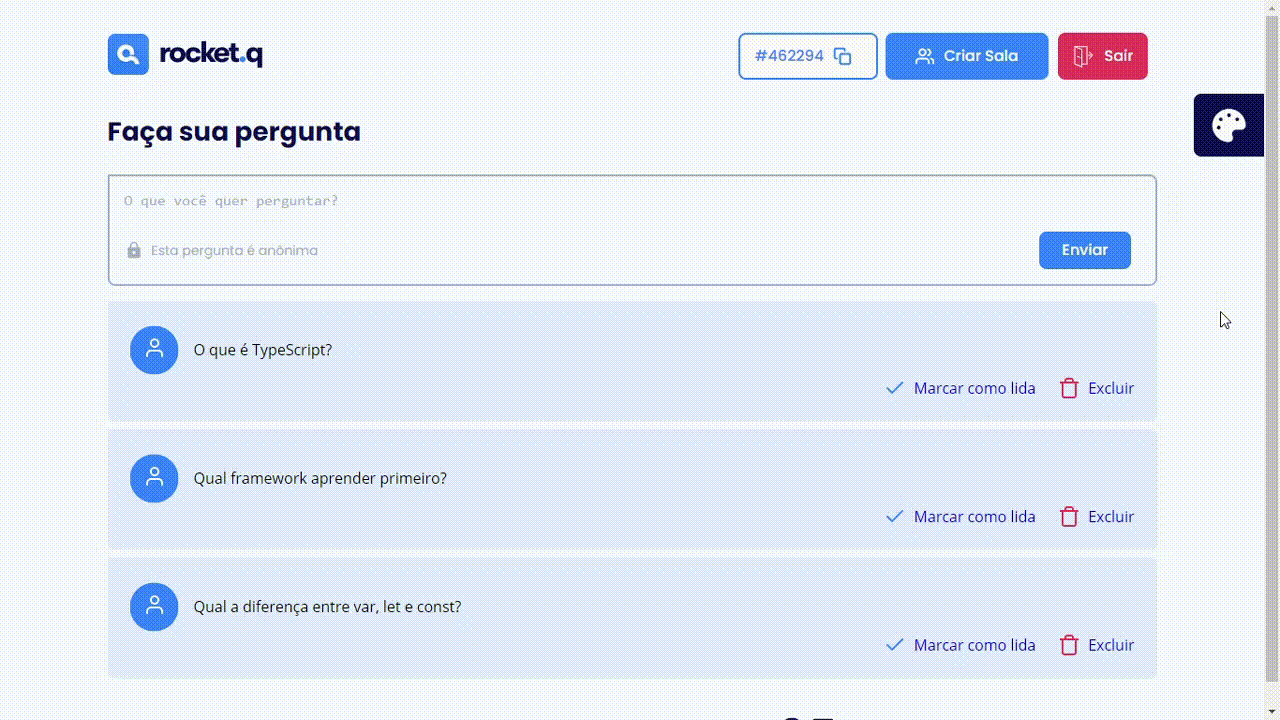 rocket.q
#462294
Criar Sala
Sair
Faça sua pergunta
O que você quer perguntar?
Esta pergunta é anônima
Enviar
O que é TypeScript?
Marcar como lida
Excluir
Qual framework aprender primeiro?
Marcar como lida
Excluir
Qual a diferença entre var, let e const?
Marcar como lida
Excluir